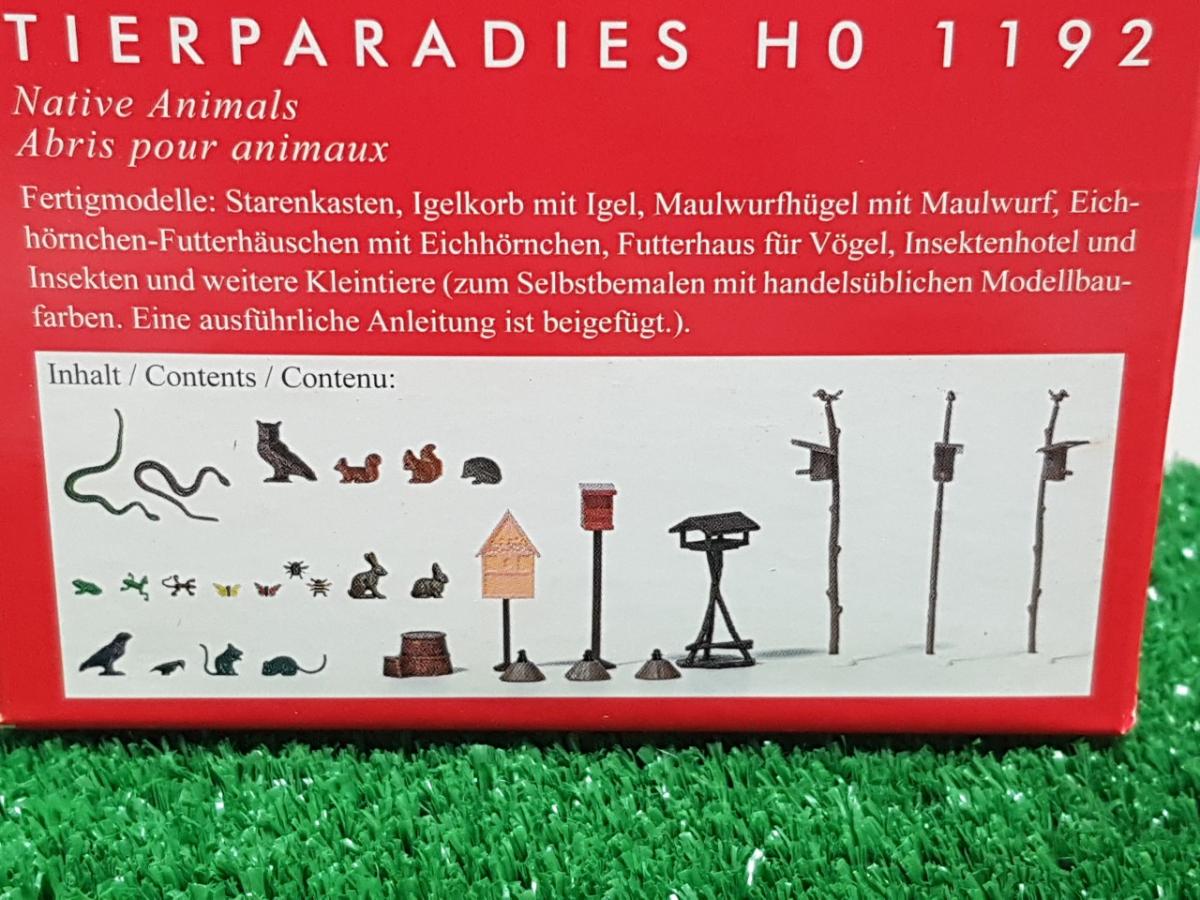 TIERPARADIES H0 1192
Native Animals
Abris pour animaux
Fertigmodelle: Starenkasten, Igelkorb mit Igel, Maulwurfhügel mit Maulwurf, Eich-
hörnchen-Futterhäuschen mit Eichhörnchen, Futterhaus für Vögel, Insektenhotel und
Insekten und weitere Kleintiere (zum Selbstbemalen mit handelsüblichen Modellbau-
farben. Eine ausführliche Anleitung ist beigefügt.).
Inhalt / Contents / Contenu: